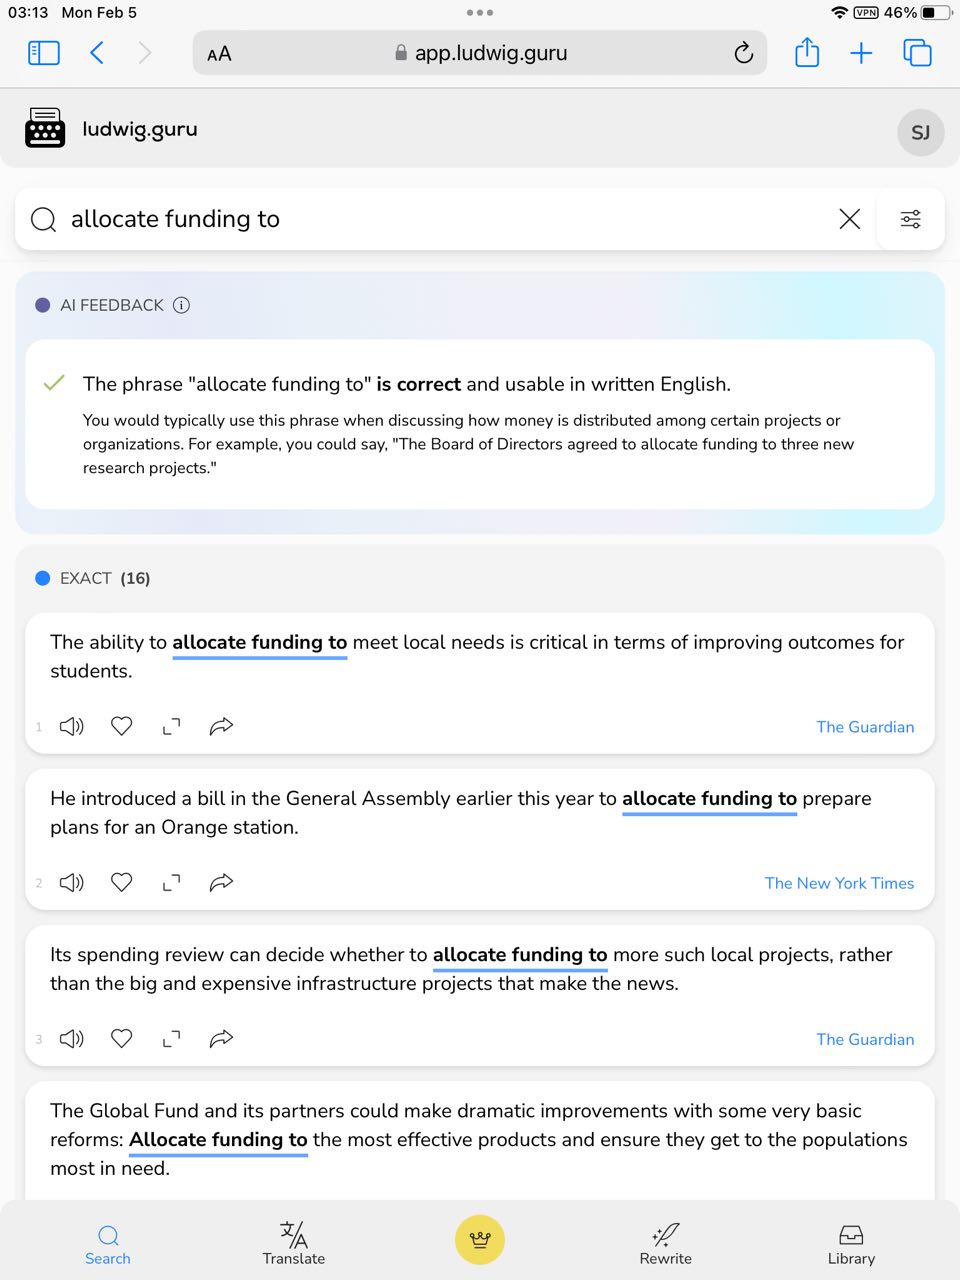 03:13 Mon Feb 5
VPN 46%
AA app.ludwig.guru
ludwig.guru
SJ
allocate funding to
AI FEEDBACK
The phrase "allocate funding to" is correct and usable in written English.
You would typically use this phrase when discussing how money is distributed among certain projects or
organizations. For example, you could say, "The Board of Directors agreed to allocate funding to three new
research projects."
EXACT (16)
The ability to allocate funding to meet local needs is critical in terms of improving outcomes for
students.
1 The Guardian
He introduced a bill in the General Assembly earlier this year to allocate funding to prepare
plans for an Orange station.
2 The New York Times
Its spending review can decide whether to allocate funding to more such local projects, rather
than the big and expensive infrastructure projects that make the news.
3 The Guardian
The Global Fund and its partners could make dramatic improvements with some very basic
reforms: Allocate funding to the most effective products and ensure they get to the populations
most in need.
Search Translate Rewrite Library